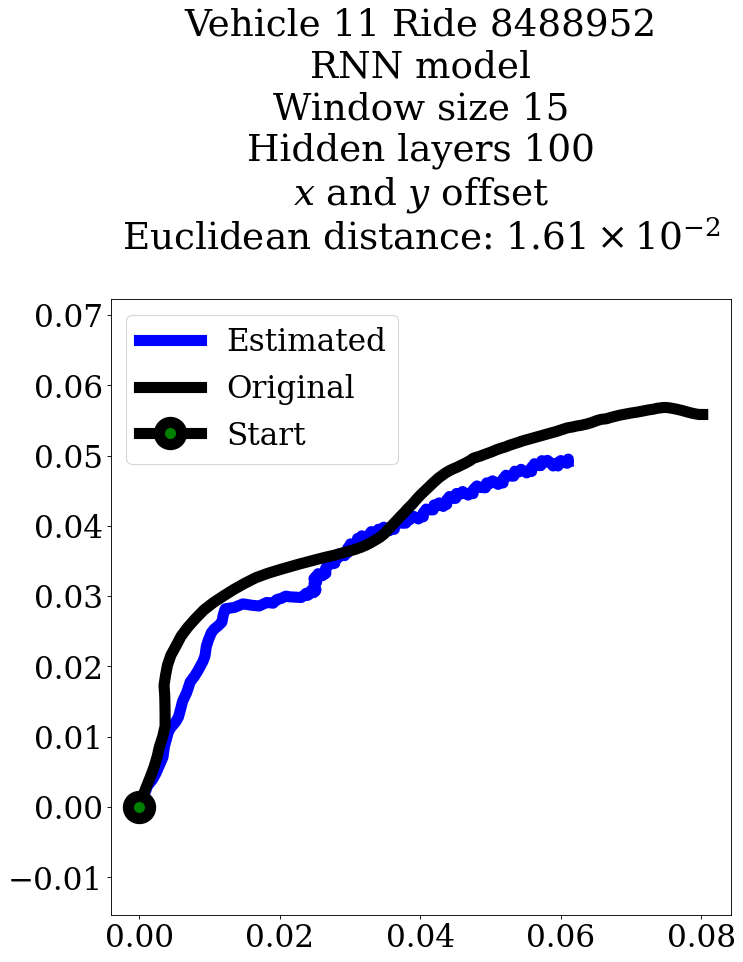 Vehicle 11 Ride 8488952
RNN model
Window size 15
Hidden layers 100
x and y offset
Euclidean distance: 1.61 × 10⁻²
Estimated
Original
Start
0.07
0.06
0.05
0.04
0.03
0.02
0.01
0.00
−0.01
0.00 0.02 0.04 0.06 0.08